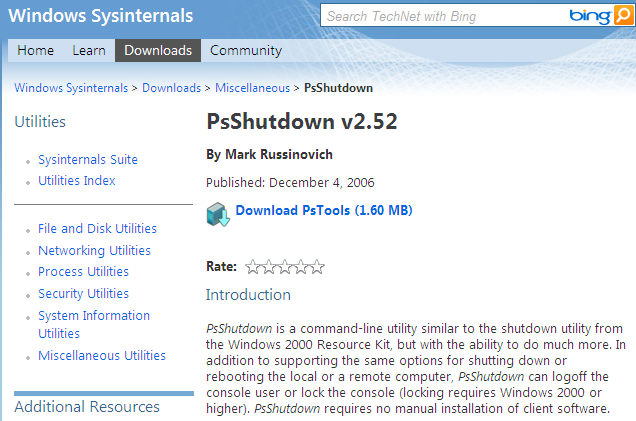 Windows Sysinternals
Search TechNet with Bing
bing
Home Learn Downloads Community
Windows Sysinternals > Downloads > Miscellaneous > PsShutdown
Utilities
Sysinternals Suite
Utilities Index
File and Disk Utilities
Networking Utilities
Process Utilities
Security Utilities
System Information
Utilities
Miscellaneous Utilities
Additional Resources
PsShutdown v2.52
By Mark Russinovich
Published: December 4, 2006
Download PsTools (1.60 MB)
Rate:
Introduction
PsShutdown is a command-line utility similar to the shutdown utility from
the Windows 2000 Resource Kit, but with the ability to do much more. In
addition to supporting the same options for shutting down or
rebooting the local or a remote computer, PsShutdown can logoff the
console user or lock the console (locking requires Windows 2000 or
higher). PsShutdown requires no manual installation of client software.